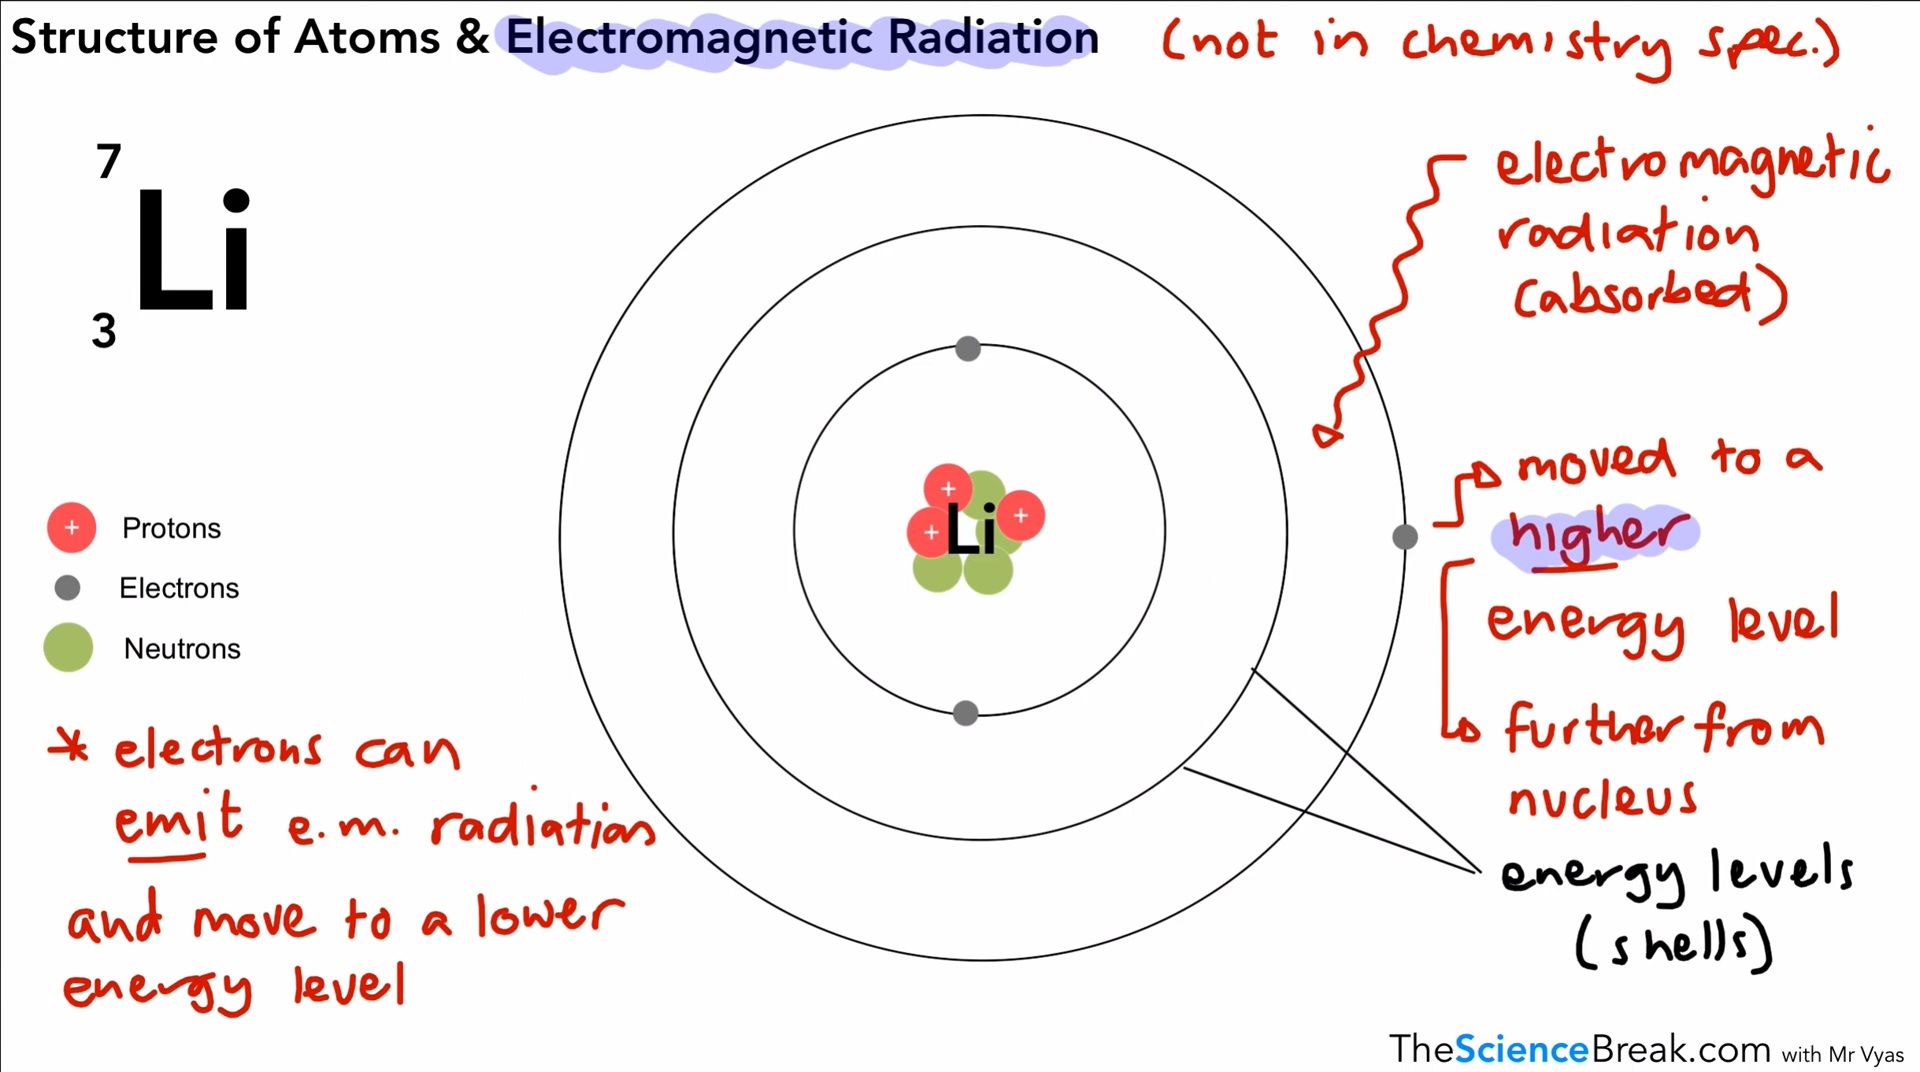 Structure of Atoms & Electromagnetic Radiation (not in chemistry spec.)
7
Li
3
electromagnetic
radiation
(absorbed)
+
+
+
Li
moved to a
higher
energy level
further from
nucleus
energy levels
(shells)
+ Protons
Electrons
Neutrons
* electrons can
emit e.m. radiation
and move to a lower
energy level
TheScienceBreak.com with Mr Vyas